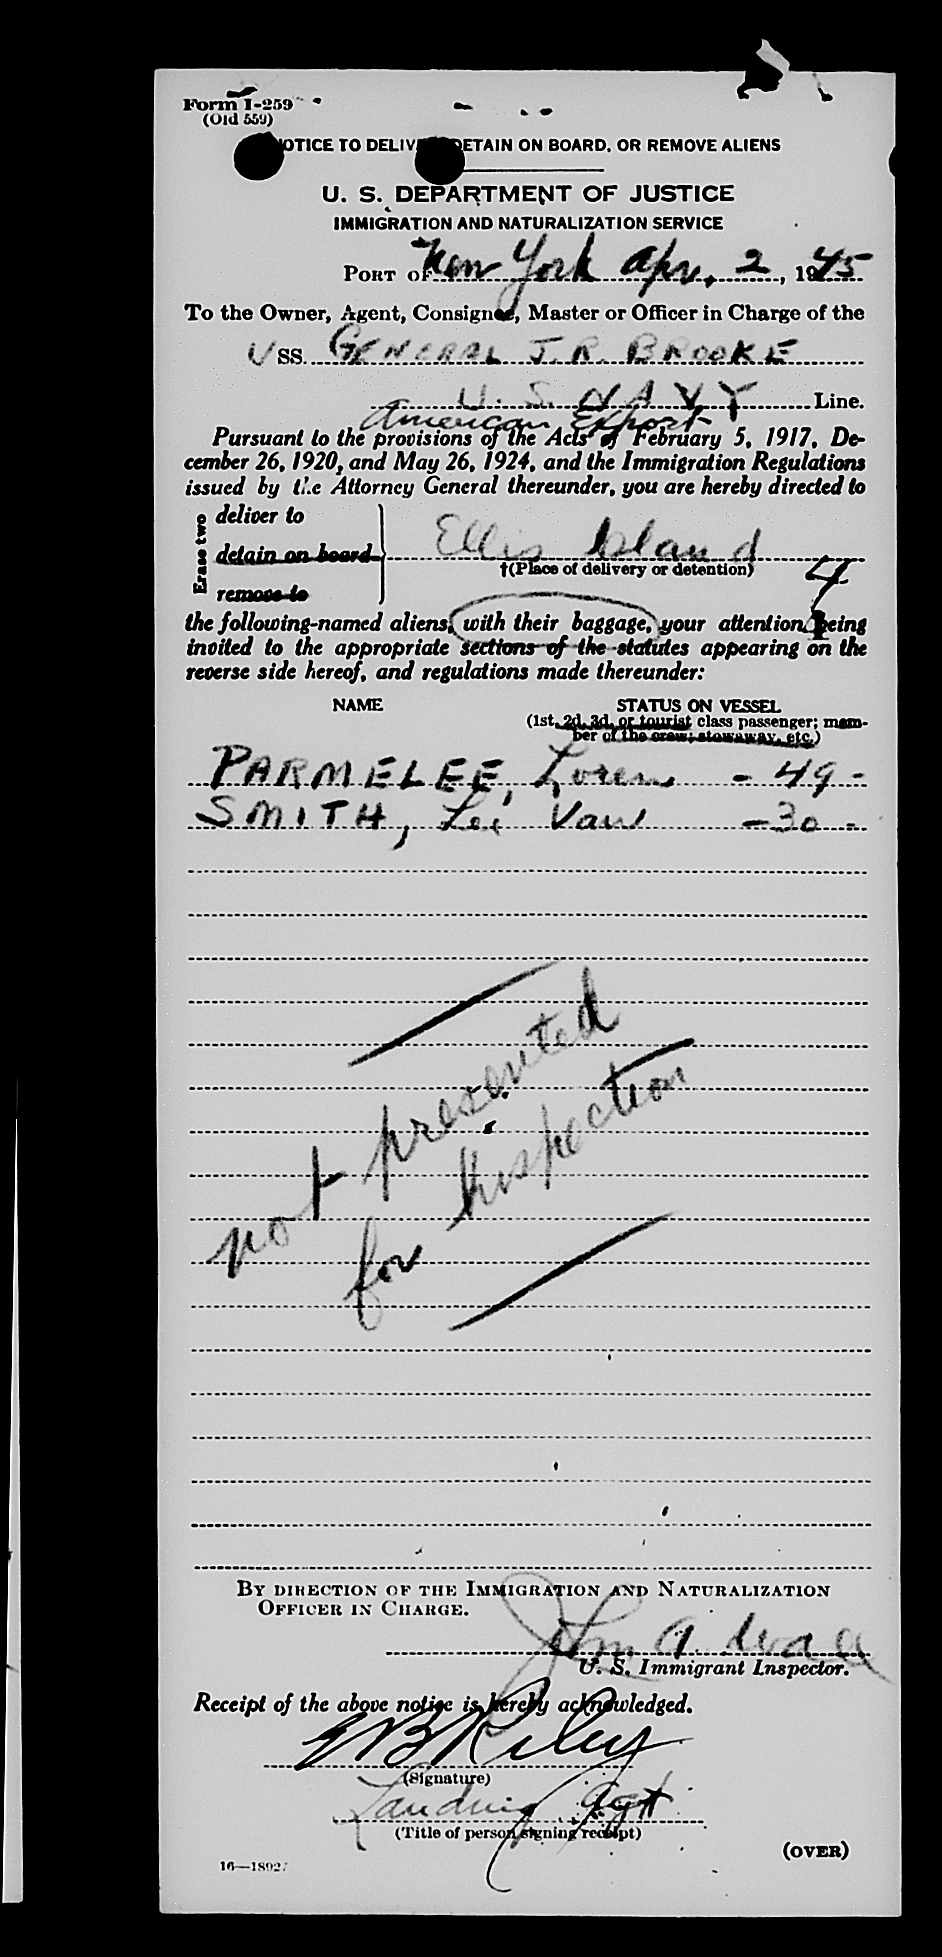 Form I-259
(Old 559)
NOTICE TO DELIVER, DETAIN ON BOARD, OR REMOVE ALIENS
U. S. DEPARTMENT OF JUSTICE
IMMIGRATION AND NATURALIZATION SERVICE
PORT OF New York Apr. 2, 1945
To the Owner, Agent, Consignee, Master or Officer in Charge of the
USS. GENERAL J. R. BROOKE
U. S. NAVY Line.
American Export
Pursuant to the provisions of the Acts of February 5, 1917, De-
cember 26, 1920, and May 26, 1924, and the Immigration Regulations
issued by the Attorney General thereunder, you are hereby directed to
Erase two
deliver to
detain on board Ellis Island
†(Place of delivery or detention)
remove to
4
the following-named aliens, with their baggage, your attention being
invited to the appropriate sections of the statutes appearing on the
reverse side hereof, and regulations made thereunder:
NAME STATUS ON VESSEL
(1st, 2d, 3d, or tourist class passenger; mem-
ber of the crew; stowaway, etc.)
PARMELEE, Loren - 49 -
SMITH, Lei Van - 30 -
not presented
for Inspection
BY DIRECTION OF THE IMMIGRATION AND NATURALIZATION
OFFICER IN CHARGE.
John A. Wall
U. S. Immigrant Inspector.
Receipt of the above notice is hereby acknowledged.
Riley
(Signature)
Landing Agt
(Title of person signing receipt)
(OVER)
16—18927